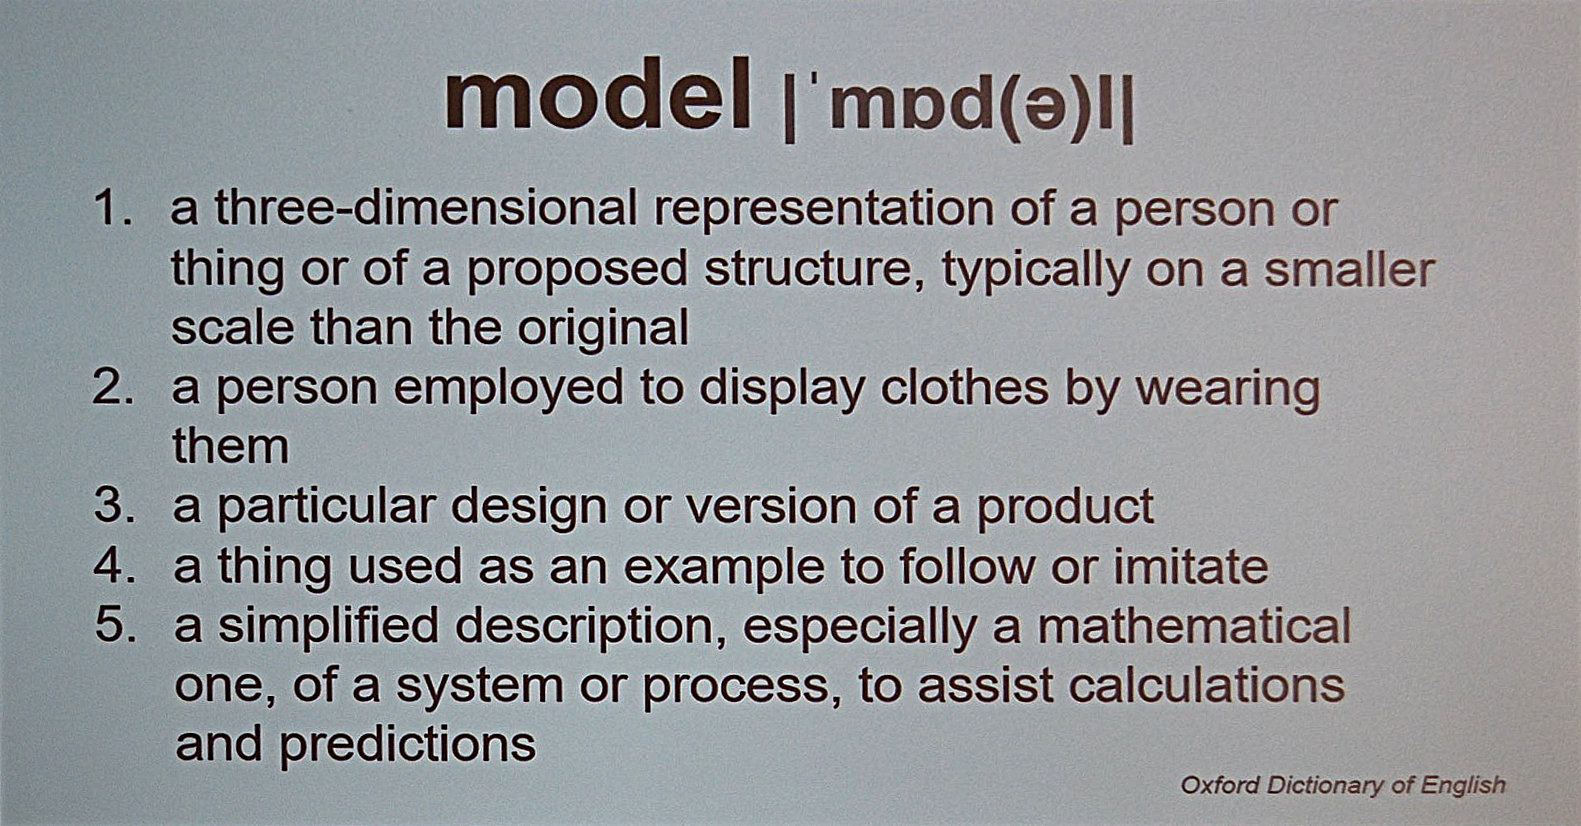 model |ˈmɒd(ə)l|
1. a three-dimensional representation of a person or
thing or of a proposed structure, typically on a smaller
scale than the original
2. a person employed to display clothes by wearing
them
3. a particular design or version of a product
4. a thing used as an example to follow or imitate
5. a simplified description, especially a mathematical
one, of a system or process, to assist calculations
and predictions
Oxford Dictionary of English